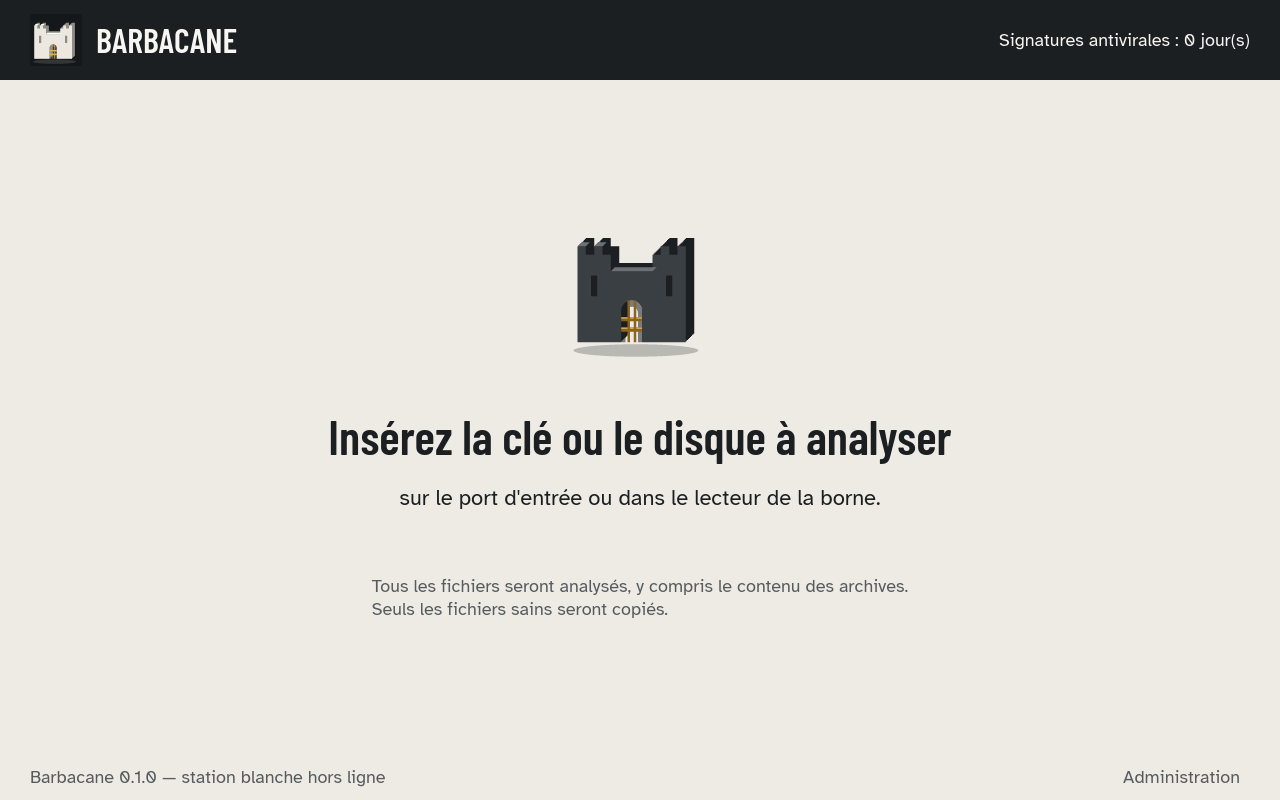 BARBACANE
Signatures antivirales : 0 jour(s)
Insérez la clé ou le disque à analyser
sur le port d'entrée ou dans le lecteur de la borne.
Tous les fichiers seront analysés, y compris le contenu des archives.
Seuls les fichiers sains seront copiés.
Barbacane 0.1.0 — station blanche hors ligne
Administration